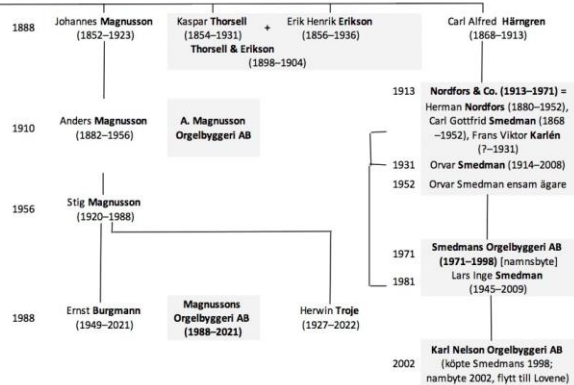 1888
Johannes Magnusson
(1852–1923)
Kaspar Thorsell
(1854–1931)
+
Erik Henrik Erikson
(1856–1936)
Thorsell & Erikson
(1898–1904)
Carl Alfred Härngren
(1868–1913)
1913
Nordfors & Co. (1913–1971) =
Herman Nordfors (1880–1952),
Carl Gottfrid Smedman (1868
–1952), Frans Viktor Karlén
(?–1931)
1910
Anders Magnusson
(1882–1956)
A. Magnusson
Orgelbyggeri AB
1931
Orvar Smedman (1914–2008)
1952
Orvar Smedman ensam ägare
1956
Stig Magnusson
(1920–1988)
1971
Smedmans Orgelbyggeri AB
(1971–1998) [namnsbyte]
1981
Lars Inge Smedman
(1945–2009)
1988
Ernst Burgmann
(1949–2021)
Magnussons
Orgelbyggeri AB
(1988–2021)
Herwin Troje
(1927–2022)
2002
Karl Nelson Orgelbyggeri AB
(köpte Smedmans 1998;
nambyte 2002, flytt till Lovene)